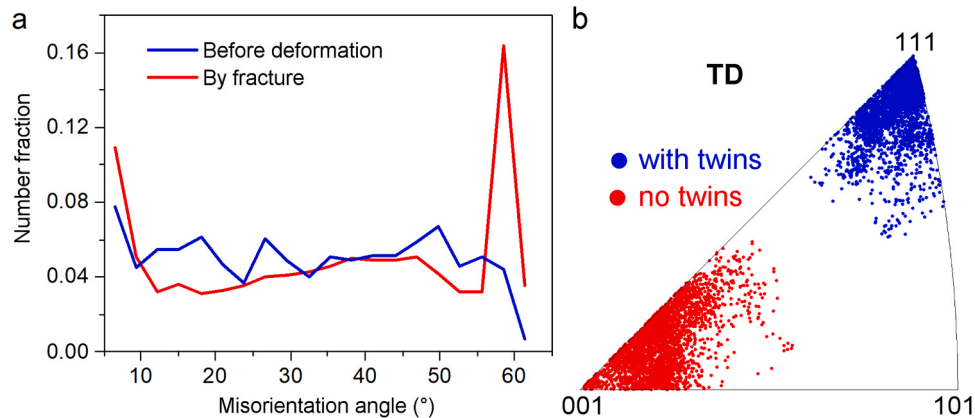 a
Number fraction
0.16
0.12
0.08
0.04
0.00
Before deformation
By fracture
10
20
30
40
50
60
Misorientation angle (°)
b
TD
111
with twins
no twins
001
101